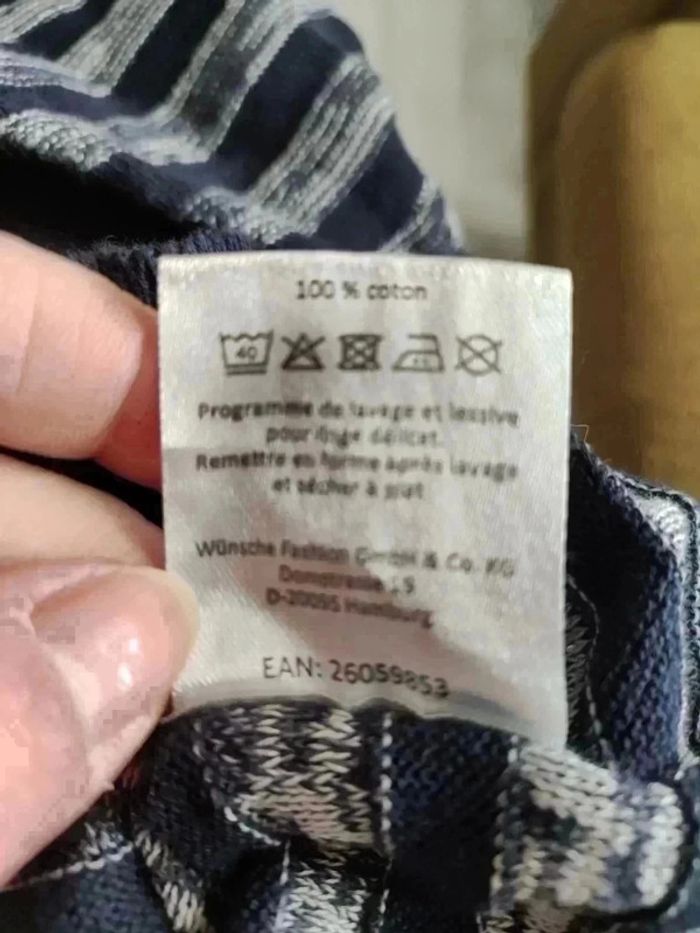 100 % coton
40
Programme de lavage et lessive
pour linge délicat.
Remettre en forme après lavage
et sécher à plat
Wünsche Fashion GmbH & Co. KG
Domstrasse 19
D-20095 Hamburg
EAN: 26059853